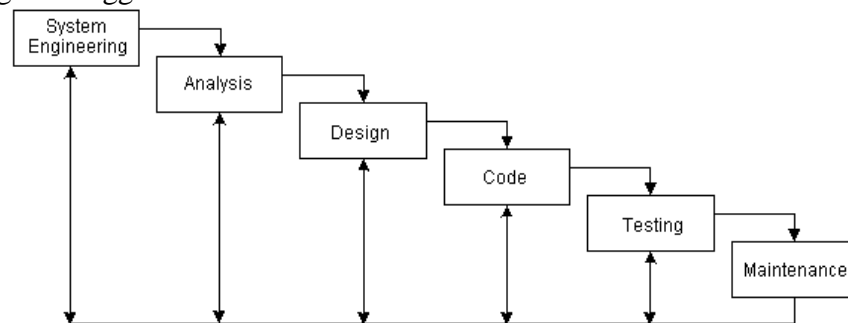 System
Engineering
Analysis
Design
Code
Testing
Maintenance